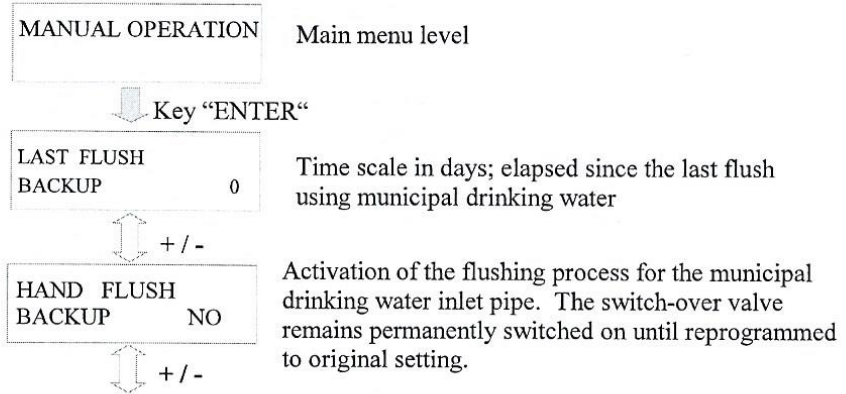 MANUAL OPERATION
Main menu level
Key “ENTER“
LAST FLUSH
BACKUP 0
Time scale in days; elapsed since the last flush
using municipal drinking water
+ / -
HAND FLUSH
BACKUP NO
Activation of the flushing process for the municipal
drinking water inlet pipe. The switch-over valve
remains permanently switched on until reprogrammed
to original setting.
+ / -